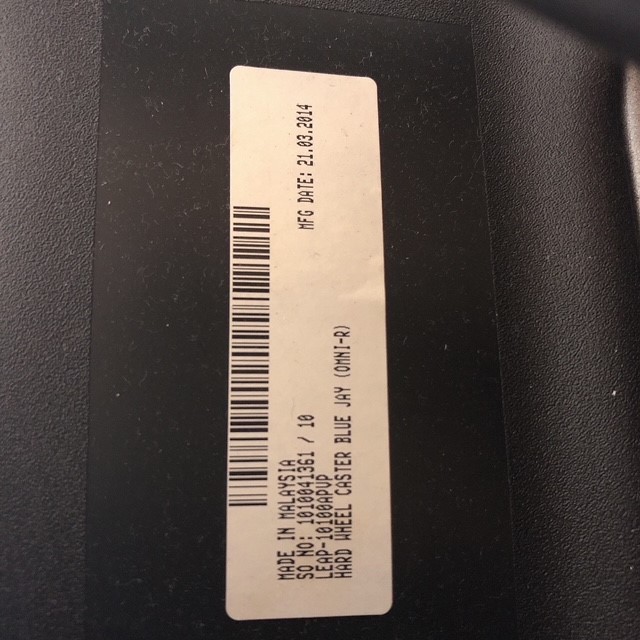 MADE IN MALAYSIA
SO NO: 1010041361 / 10
LEAP-10100APVP
HARD WHEEL CASTER BLUE JAY (OMNI-R)
MFG DATE: 21.03.2014